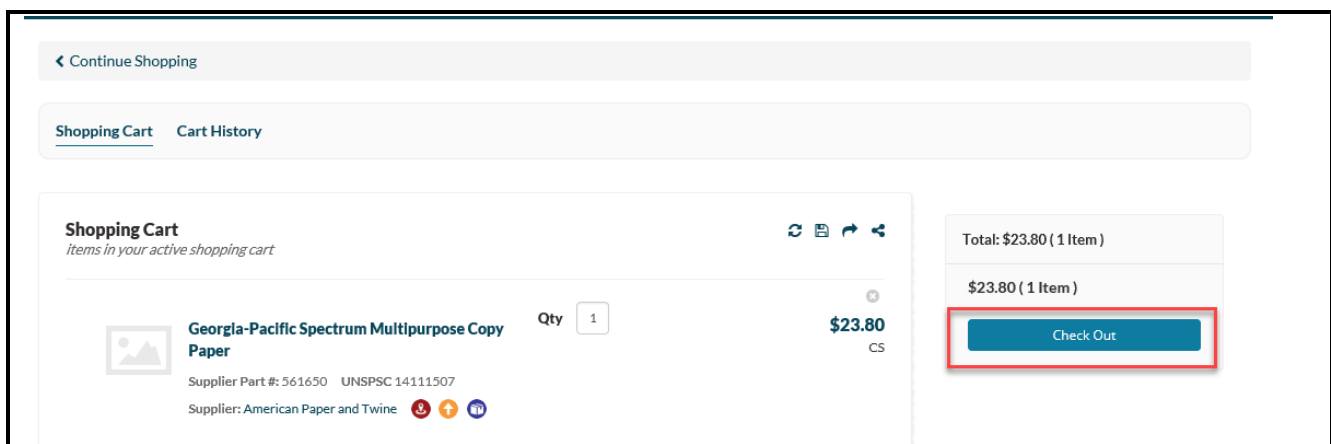 Continue Shopping
Shopping Cart Cart History
Shopping Cart
items in your active shopping cart
Georgia-Pacific Spectrum Multipurpose Copy
Paper
Qty 1
$23.80
CS
Supplier Part #: 561650 UNSPSC 14111507
Supplier: American Paper and Twine
Total: $23.80 ( 1 Item )
$23.80 ( 1 Item )
Check Out